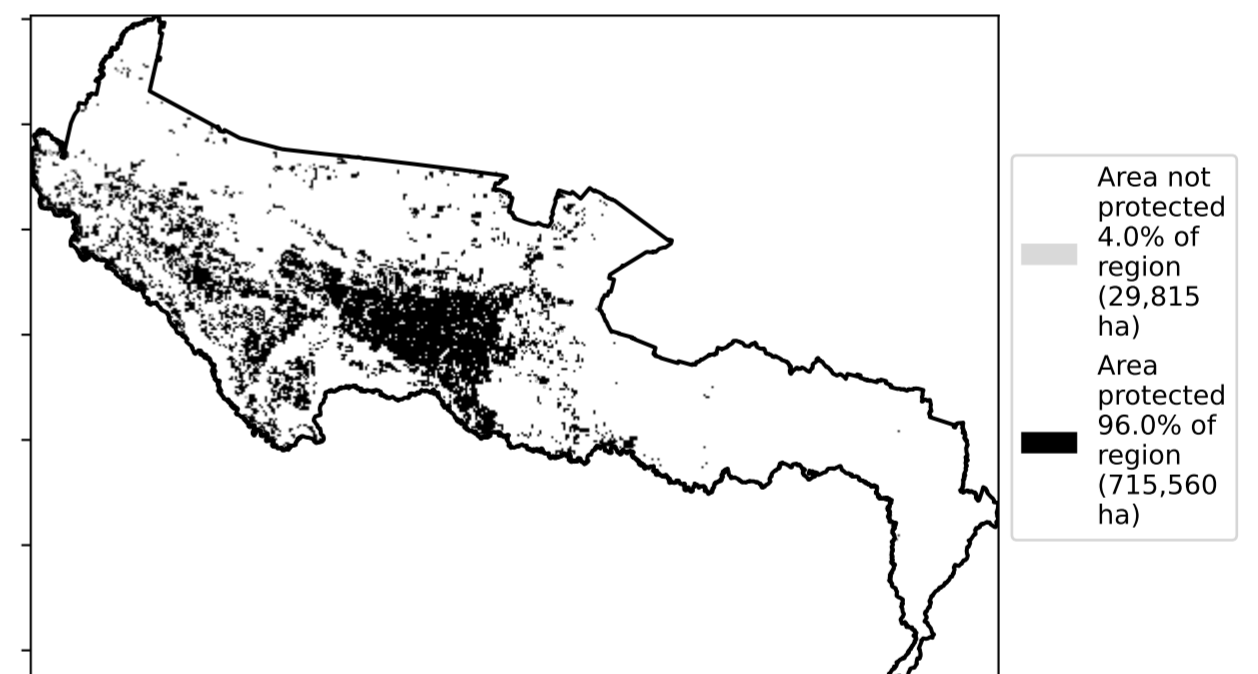 Area not
protected
4.0% of
region
(29,815
ha)
Area
protected
96.0% of
region
(715,560
ha)